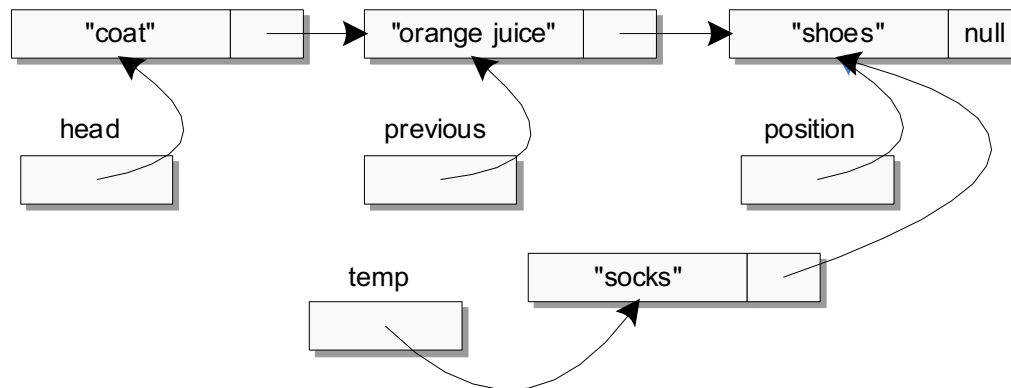 "coat" "orange juice" "shoes" null
head previous position
temp "socks"